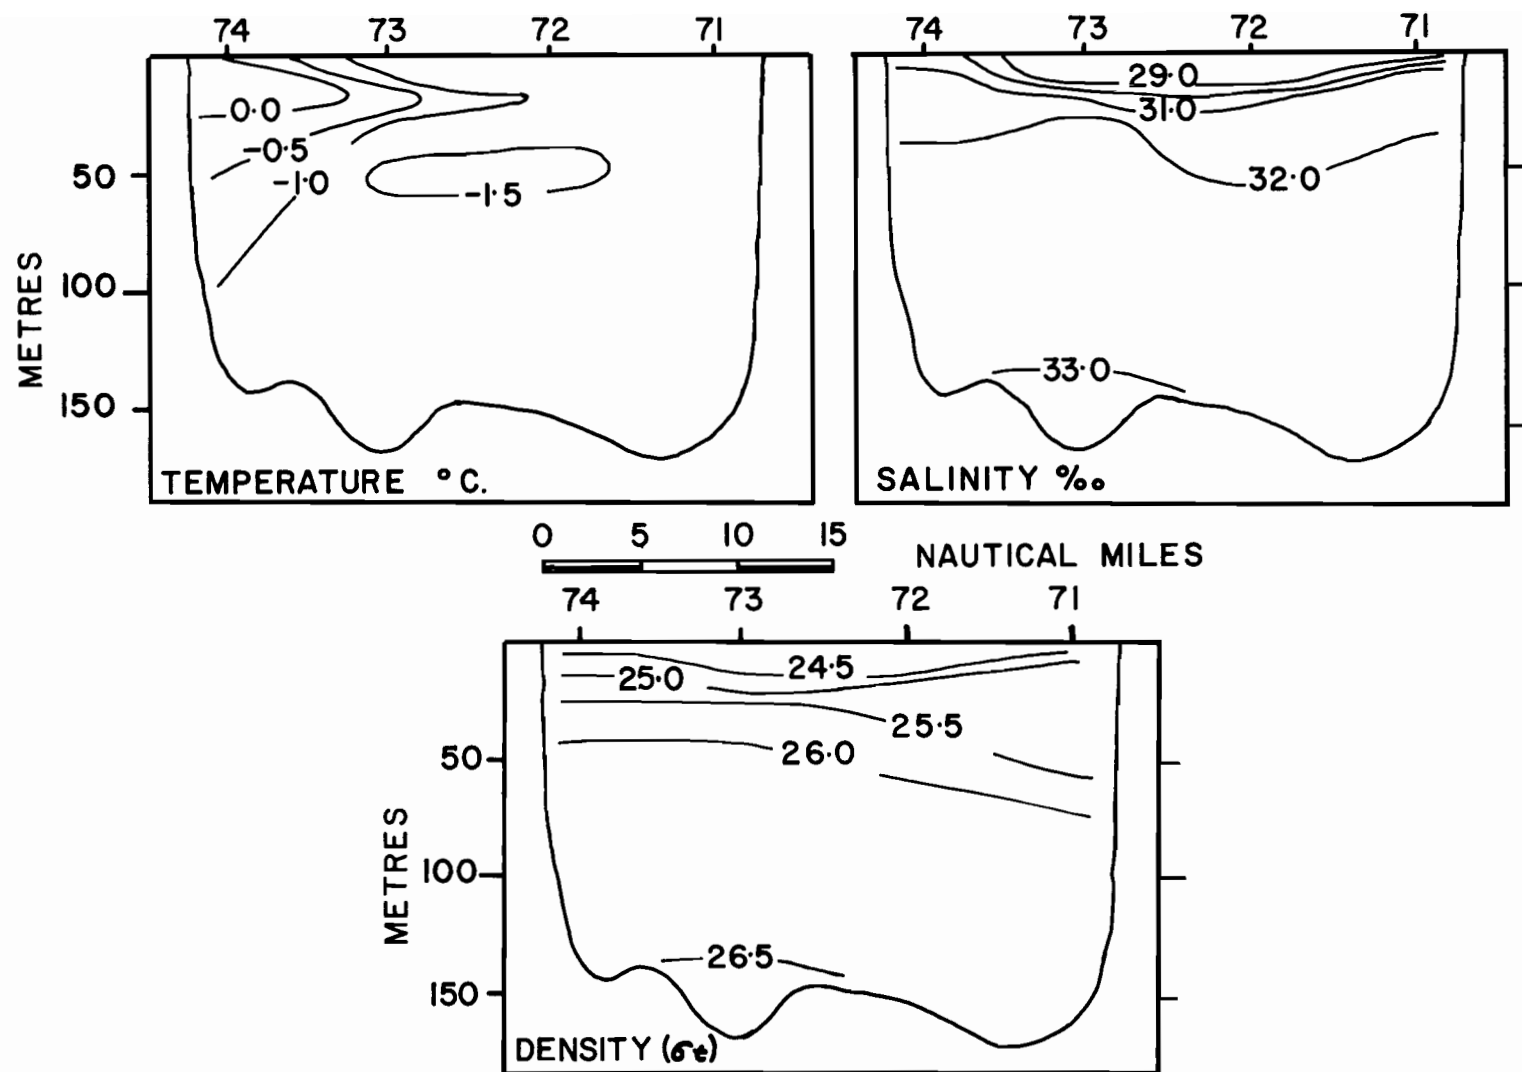 74 73 72 71
-0.0
-0.5
-1.0
-1.5
50
100
150
METRES
TEMPERATURE °C.
74 73 72 71
29.0
31.0
32.0
33.0
SALINITY ‰
0 5 10 15
NAUTICAL MILES
74 73 72 71
24.5
25.0
25.5
26.0
26.5
50
100
150
METRES
DENSITY (σt)